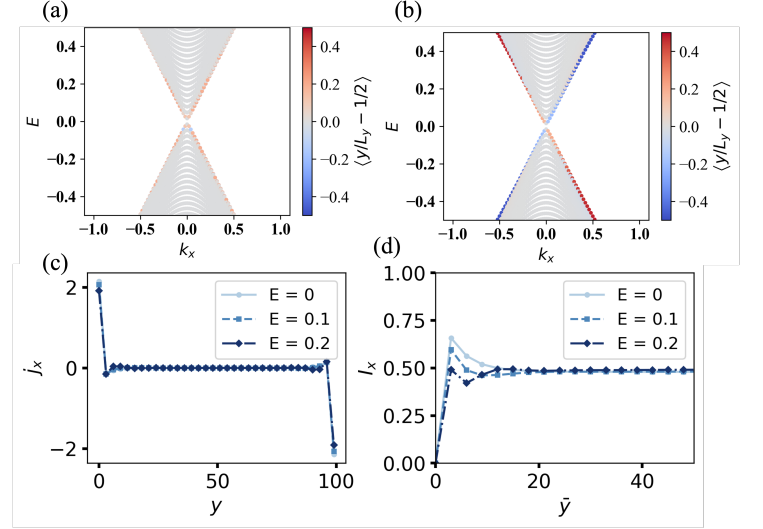 (a)
(b)
0.4
0.2
0.0
−0.2
−0.4
E
−1.0 −0.5 0.0 0.5 1.0
kₓ
0.4
0.2
0.0
−0.2
−0.4
⟨y/L_y − 1/2⟩
0.4
0.2
0.0
−0.2
−0.4
E
−1.0 −0.5 0.0 0.5 1.0
kₓ
0.4
0.2
0.0
−0.2
−0.4
⟨y/L_y − 1/2⟩
(c)
(d)
2
0
−2
jₓ
E = 0
E = 0.1
E = 0.2
0 50 100
y
1.00
0.75
0.50
0.25
0.00
Iₓ
E = 0
E = 0.1
E = 0.2
0 20 40
ȳ